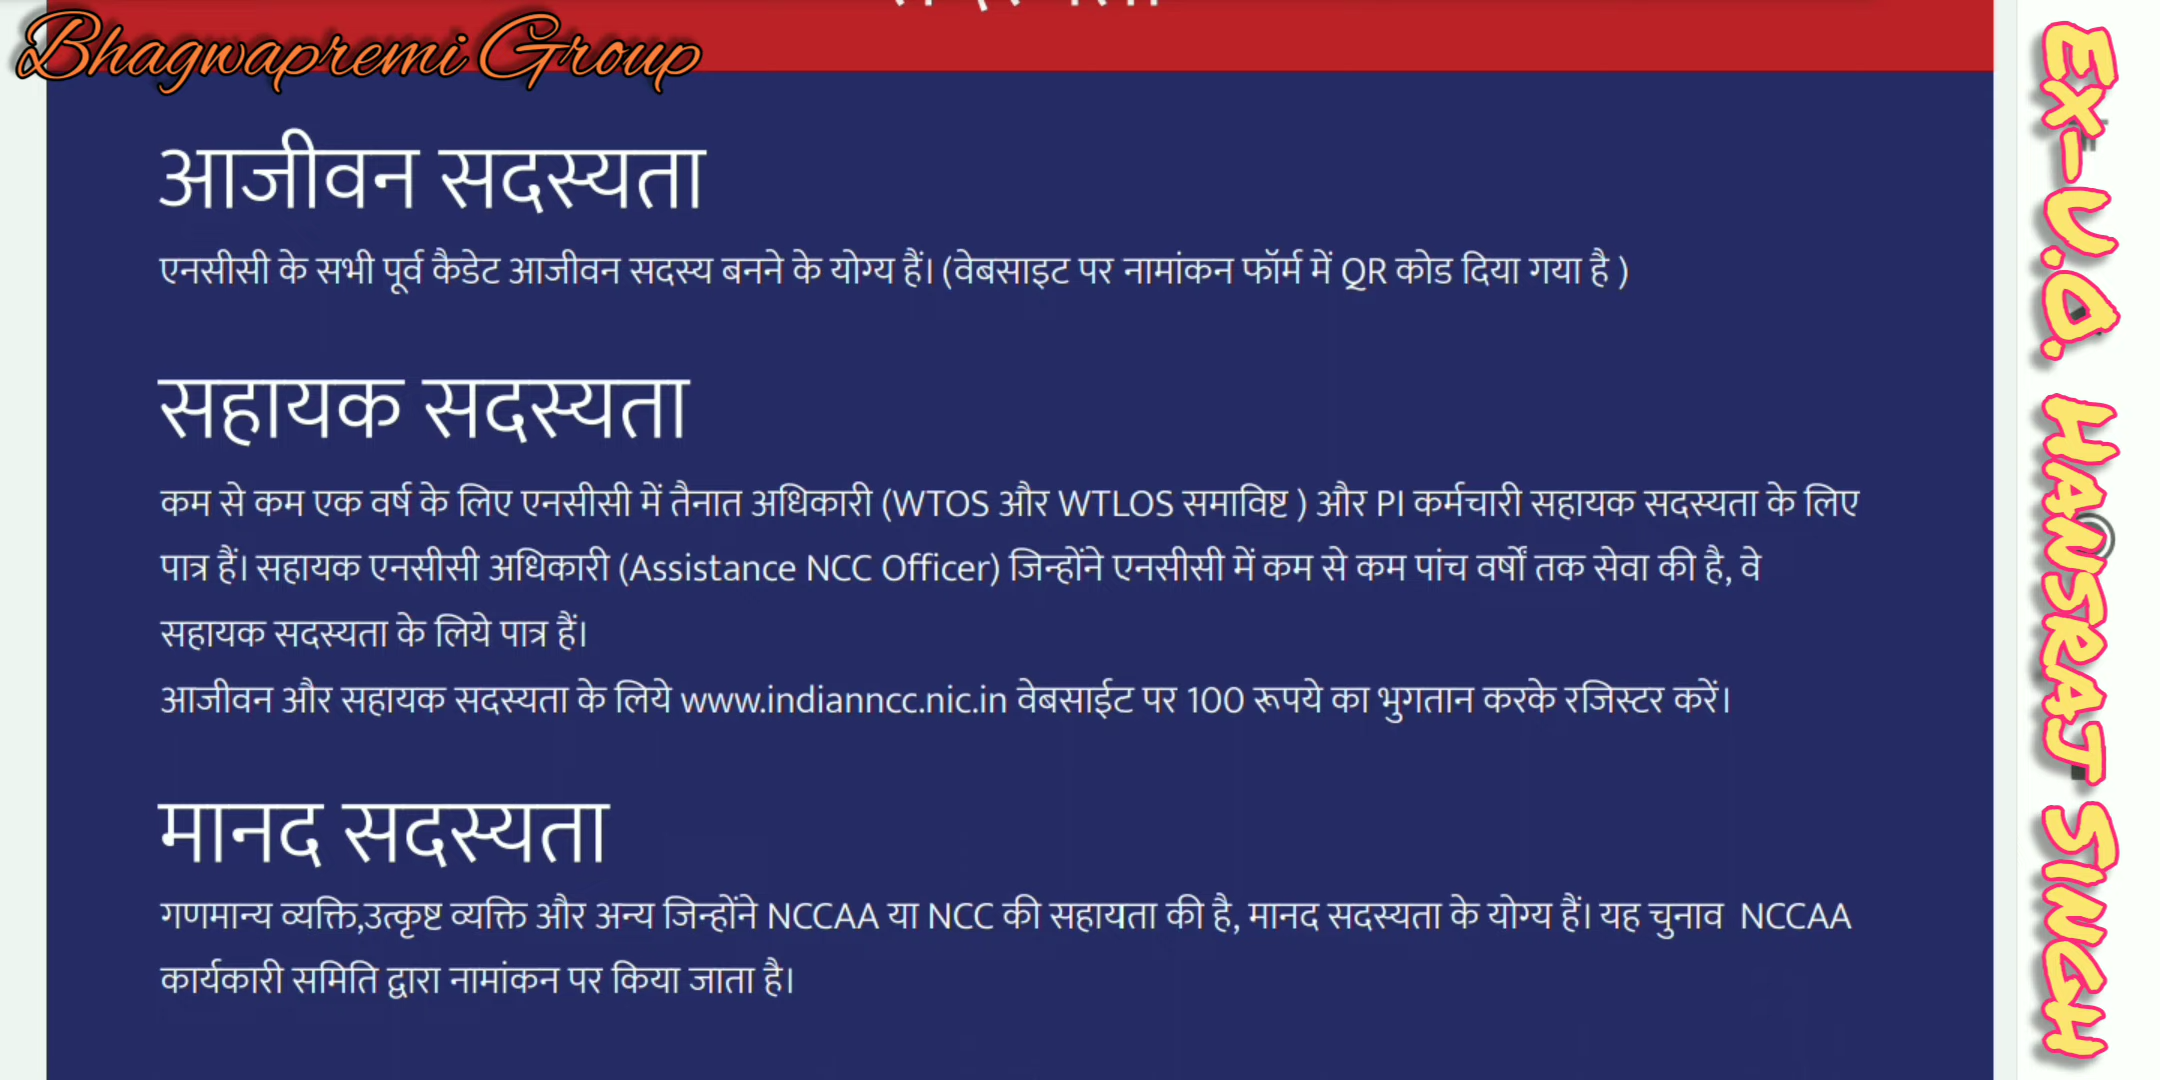 Bhagwapremi Group
आजीवन सदस्यता
एनसीसी के सभी पूर्व कैडेट आजीवन सदस्य बनने के योग्य हैं। (वेबसाइट पर नामांकन फॉर्म में QR कोड दिया गया है )
सहायक सदस्यता
कम से कम एक वर्ष के लिए एनसीसी में तैनात अधिकारी (WTOS और WTLOS समाविष्ट ) और PI कर्मचारी सहायक सदस्यता के लिए
पात्र हैं। सहायक एनसीसी अधिकारी (Assistance NCC Officer) जिन्होंने एनसीसी में कम से कम पांच वर्षों तक सेवा की है, वे
सहायक सदस्यता के लिये पात्र हैं।
आजीवन और सहायक सदस्यता के लिये www.indianncc.nic.in वेबसाईट पर 100 रूपये का भुगतान करके रजिस्टर करें।
मानद सदस्यता
गणमान्य व्यक्ति,उत्कृष्ट व्यक्ति और अन्य जिन्होंने NCCAA या NCC की सहायता की है, मानद सदस्यता के योग्य हैं। यह चुनाव NCCAA
कार्यकारी समिति द्वारा नामांकन पर किया जाता है।
Ex-U.O. HANSRAJ SINGH